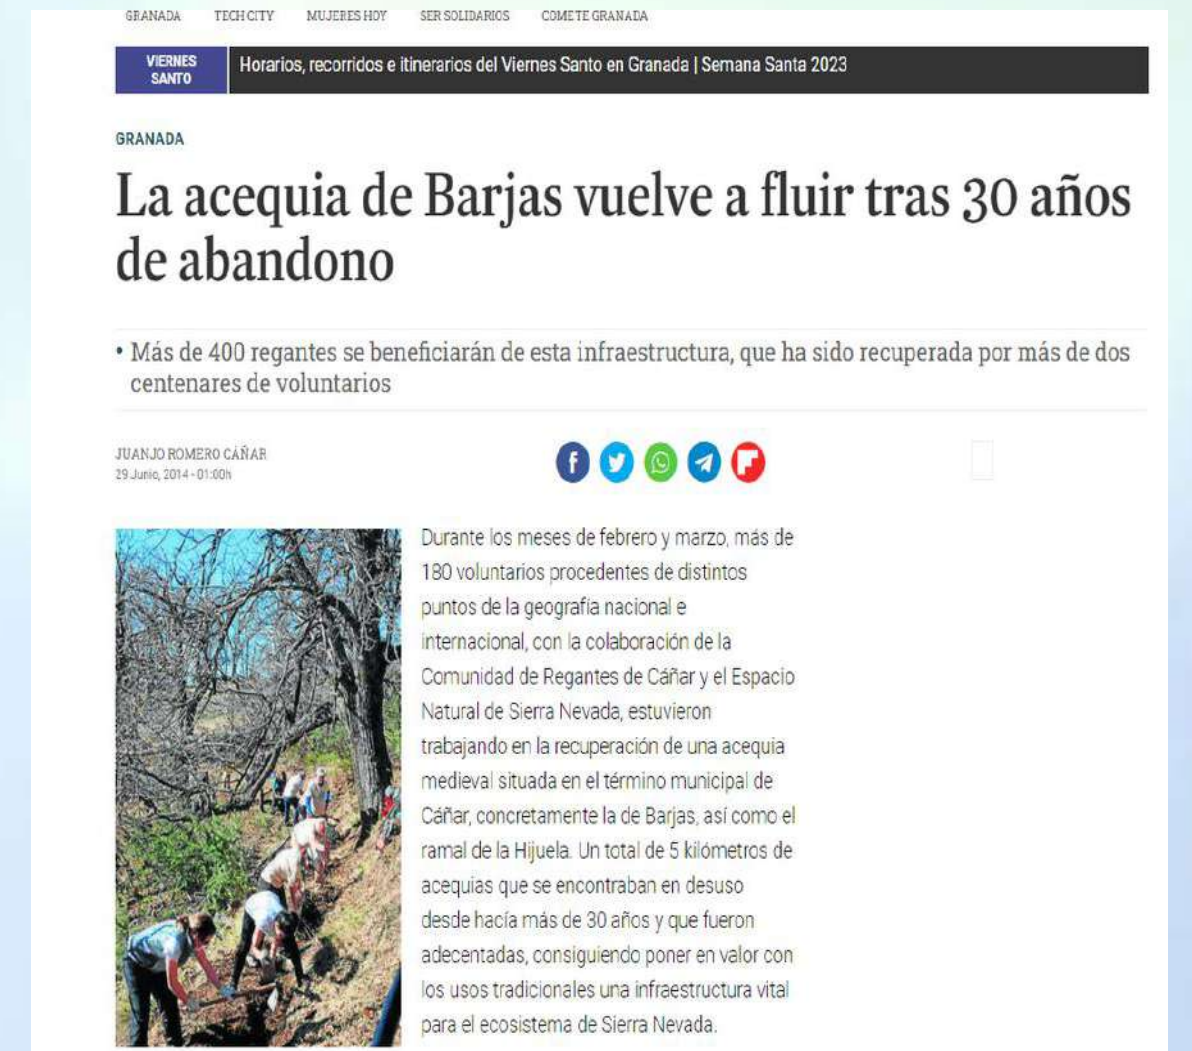 GRANADA TECH CITY MUJERES HOY SER SOLIDARIOS COMETE GRANADA
VIERNES
SANTO
Horarios, recorridos e itinerarios del Viernes Santo en Granada | Semana Santa 2023
GRANADA
La acequia de Barjas vuelve a fluir tras 30 años
de abandono
• Más de 400 regantes se beneficiarán de esta infraestructura, que ha sido recuperada por más de dos
centenares de voluntarios
JUANJO ROMERO CÁÑAR
29 Junio, 2014 - 01:00h
Durante los meses de febrero y marzo, más de
180 voluntarios procedentes de distintos
puntos de la geografía nacional e
internacional, con la colaboración de la
Comunidad de Regantes de Cáñar y el Espacio
Natural de Sierra Nevada, estuvieron
trabajando en la recuperación de una acequia
medieval situada en el término municipal de
Cáñar, concretamente la de Barjas, así como el
ramal de la Hijuela. Un total de 5 kilómetros de
acequias que se encontraban en desuso
desde hacía más de 30 años y que fueron
adecentadas, consiguiendo poner en valor con
los usos tradicionales una infraestructura vital
para el ecosistema de Sierra Nevada.